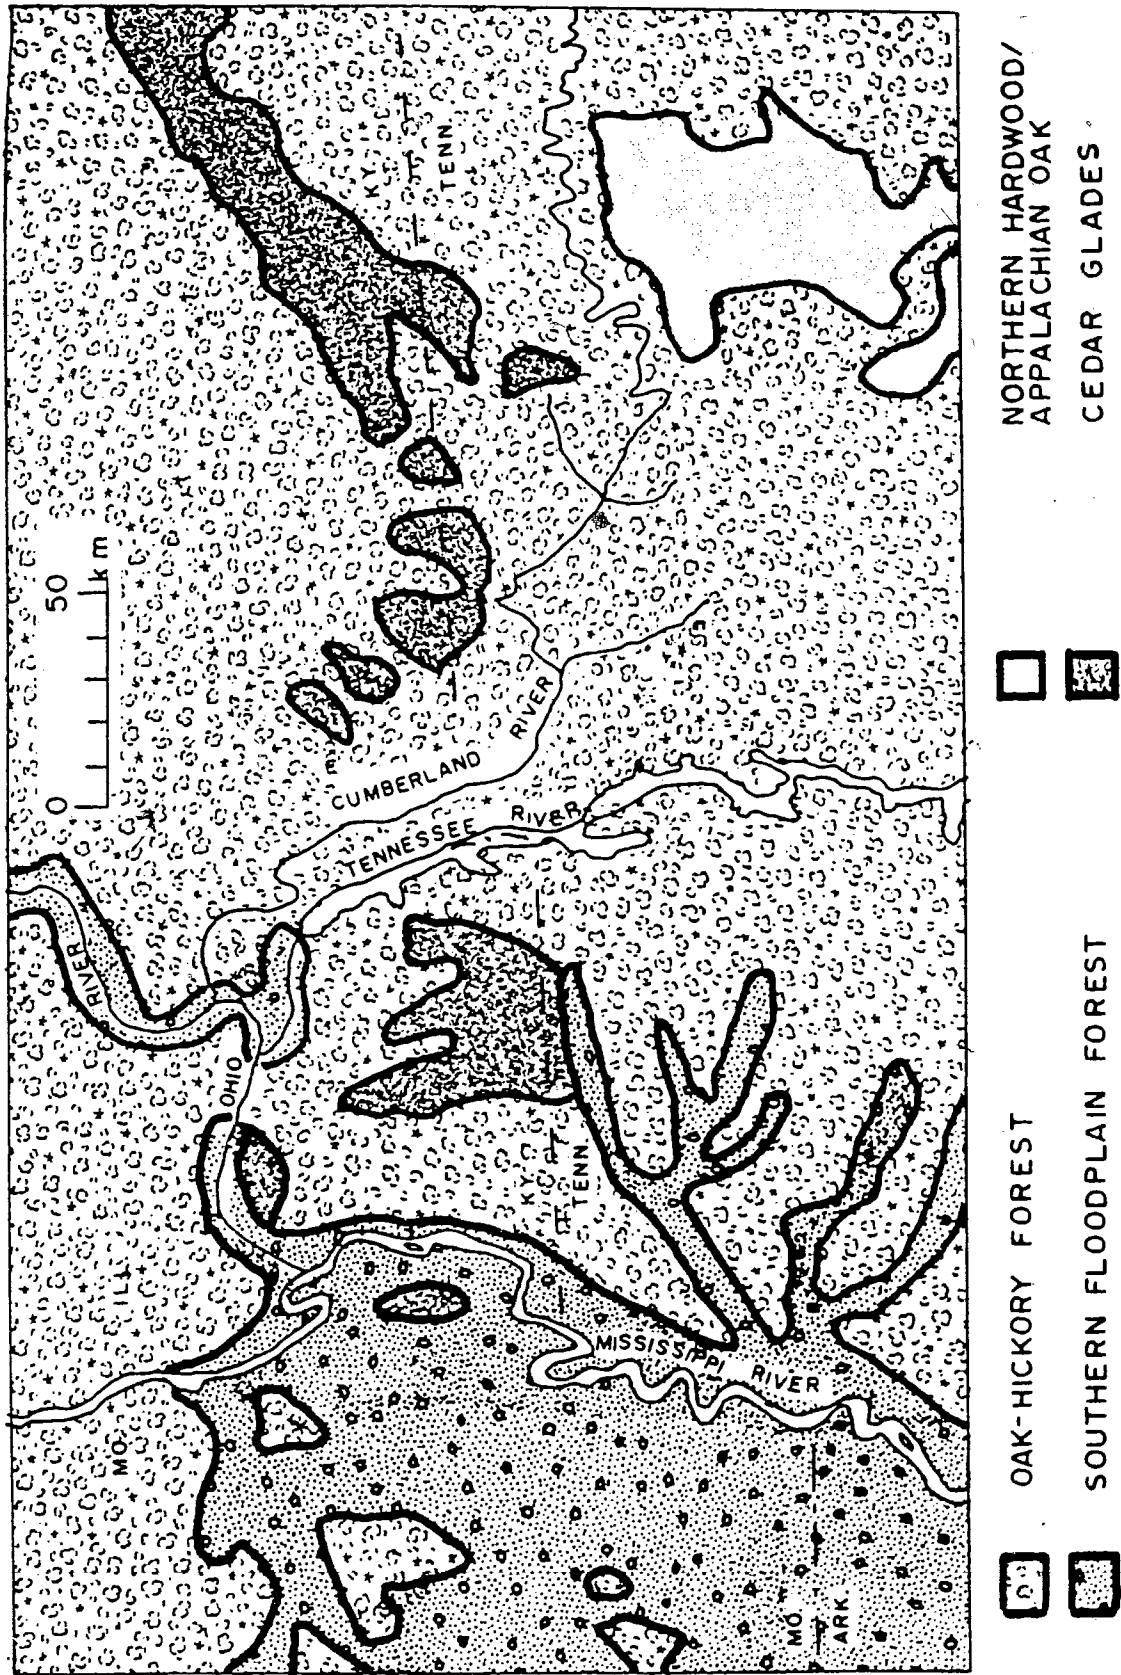 0 50
km
MO.
ILL.
OHIO
RIVER
CUMBERLAND
RIVER
TENNESSEE
RIVER
KY
TENN
KY
TENN
MISSISSIPPI RIVER
MO.
ARK
OAK-HICKORY FOREST
SOUTHERN FLOODPLAIN FOREST
NORTHERN HARDWOOD/
APPALACHIAN OAK
CEDAR GLADES